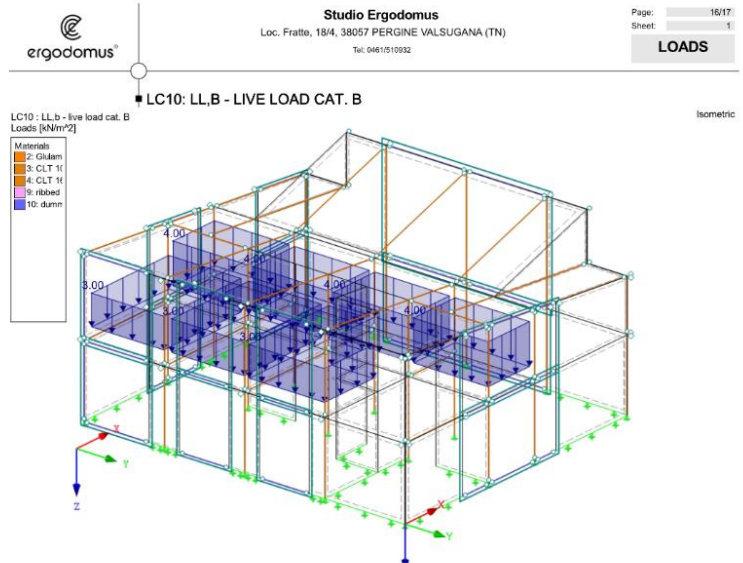 ergodomus®
Studio Ergodomus
Loc. Fratte, 18/4, 38057 PERGINE VALSUGANA (TN)
Tel: 0461/510932
Page: 16/17
Sheet: 1
LOADS
LC10: LL,B - LIVE LOAD CAT. B
LC10 : LL,b - live load cat. B
Loads [kN/m^2]
Isometric
Materials
2: Glulam
3: CLT 10
4: CLT 16
9: ribbed
10: dumm
4.00
4.00
3.00
4.00
3.00
4.00
3.00
X
Y
Z
X
Y